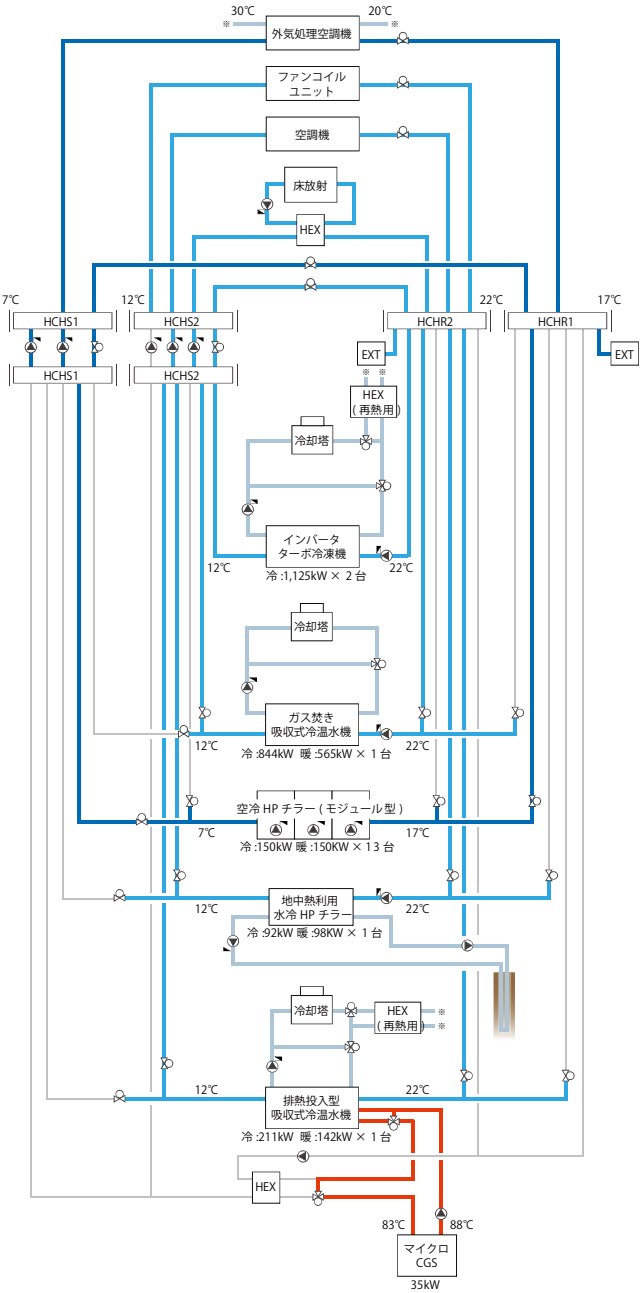 30℃
20℃
※
※
外気処理空調機
ファンコイル
ユニット
空調機
床放射
HEX
7℃
12℃
22℃
17℃
HCHS1
HCHS2
HCHR2
HCHR1
HCHS1
HCHS2
EXT
EXT
※ ※
HEX
( 再熱用 )
冷却塔
インバータ
ターボ冷凍機
12℃
22℃
冷 :1,125kW × 2 台
冷却塔
ガス焚き
吸収式冷温水機
12℃
22℃
冷 :844kW 暖 :565kW × 1 台
空冷 HP チラー ( モジュール型 )
7℃
17℃
冷 :150kW 暖 :150KW × 13 台
地中熱利用
水冷 HP チラー
12℃
22℃
冷 :92kW 暖 :98KW × 1 台
冷却塔
HEX
( 再熱用 )
※
※
12℃
22℃
排熱投入型
吸収式冷温水機
冷 :211kW 暖 :142kW × 1 台
HEX
83℃
88℃
マイクロ
CGS
35kW